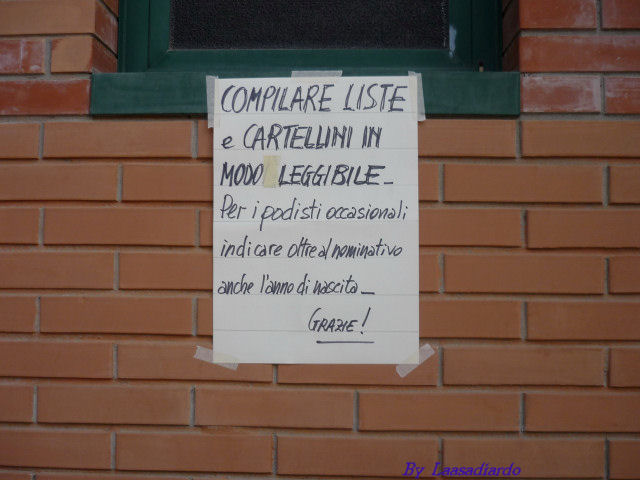 COMPILARE LISTE
e CARTELLINI IN
MODO LEGGIBILE_
Per i podisti occasionali
indicare oltre al nominativo
anche l'anno di nascita_
GRAZIE!
By Laasadiardo